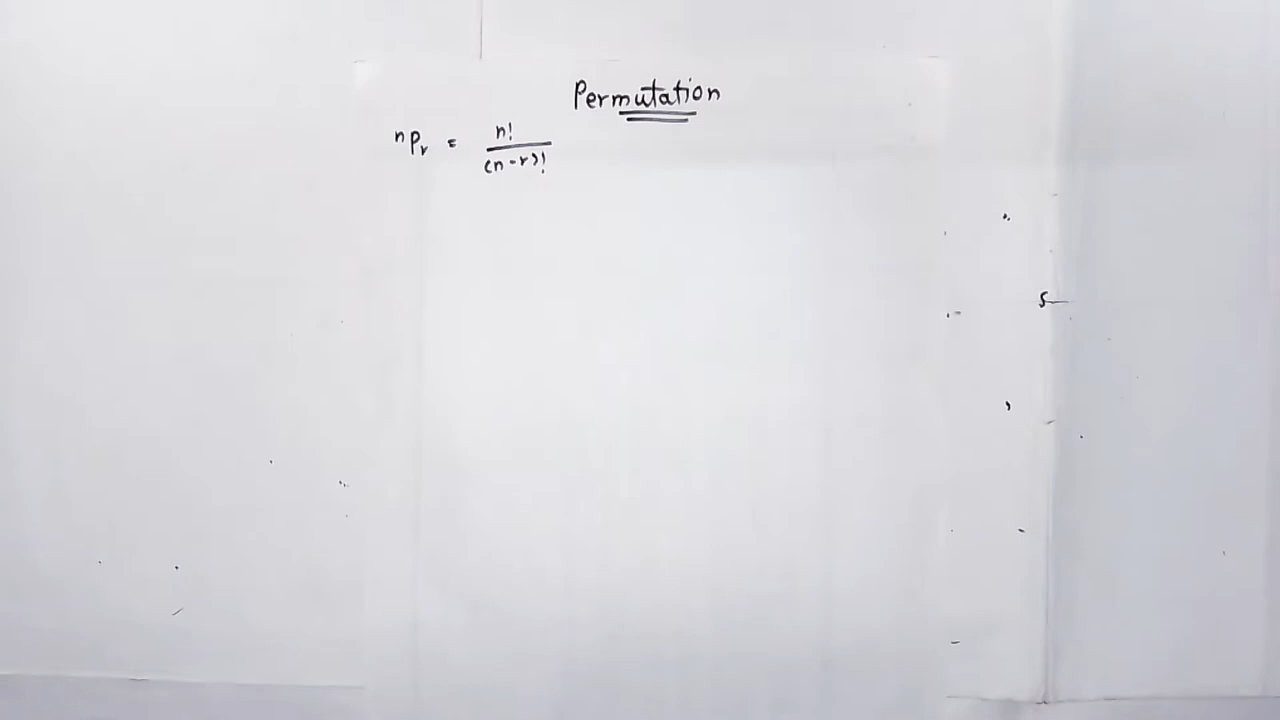 Permutation
nPr = n!/(n-r)!